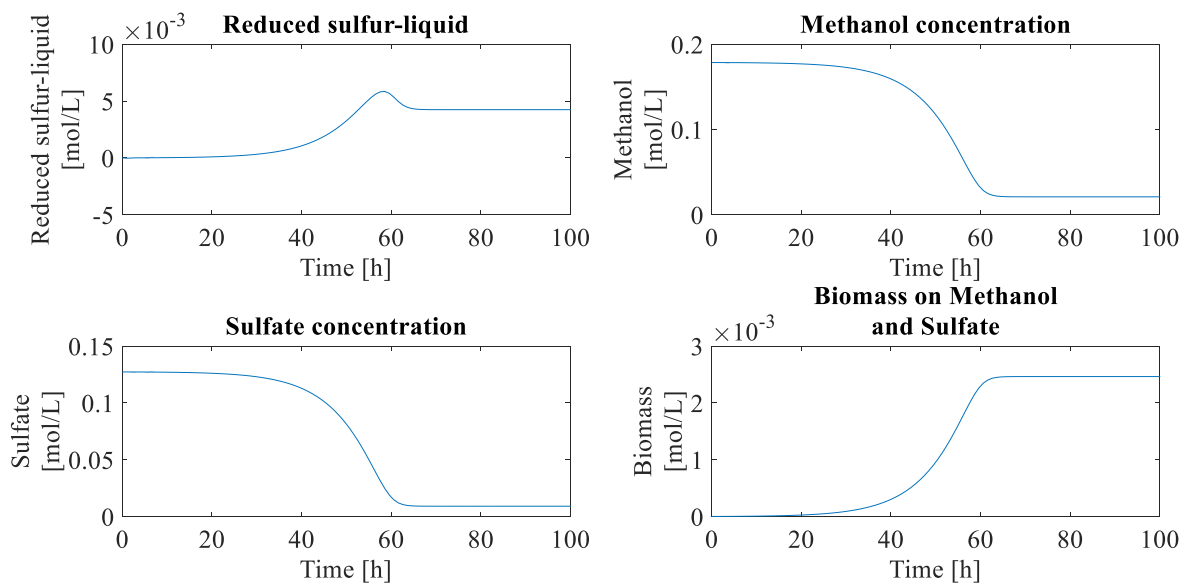 Reduced sulfur-liquid
×10⁻³
10
5
0
-5
Reduced sulfur-liquid
[mol/L]
0 20 40 60 80 100
Time [h]
Methanol concentration
0.2
0.1
0
Methanol
[mol/L]
0 20 40 60 80 100
Time [h]
Sulfate concentration
0.15
0.1
0.05
0
Sulfate
[mol/L]
0 20 40 60 80 100
Time [h]
Biomass on Methanol
and Sulfate
×10⁻³
3
2
1
0
Biomass
[mol/L]
0 20 40 60 80 100
Time [h]